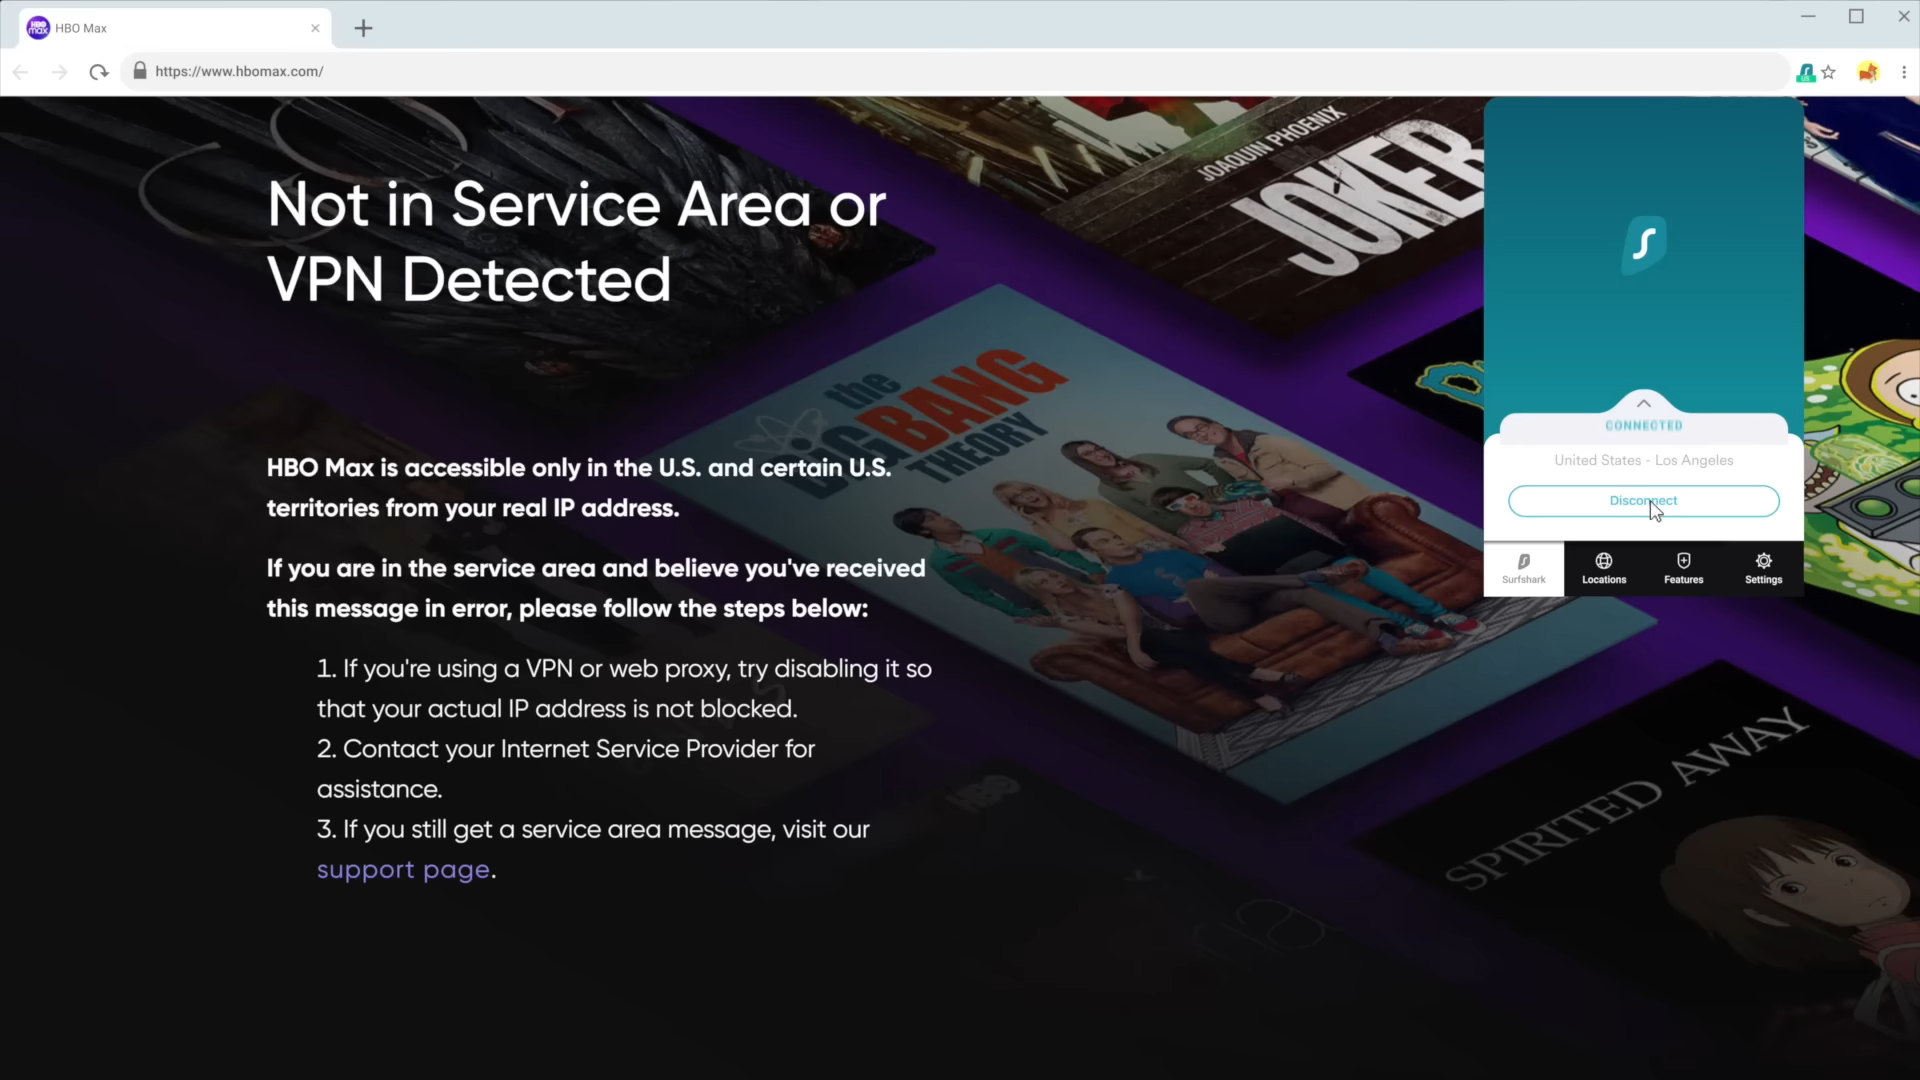 HBO Max
https://www.hbomax.com/
Not in Service Area or
VPN Detected
HBO Max is accessible only in the U.S. and certain U.S.
territories from your real IP address.
If you are in the service area and believe you've received
this message in error, please follow the steps below:
1. If you're using a VPN or web proxy, try disabling it so
that your actual IP address is not blocked.
2. Contact your Internet Service Provider for
assistance.
3. If you still get a service area message, visit our
support page.
JOAQUIN PHOENIX
JOKER
the
BIG BANG
THEORY
HBO
SPIRITED AWAY
CONNECTED
United States - Los Angeles
Disconnect
Surfshark
Locations
Features
Settings